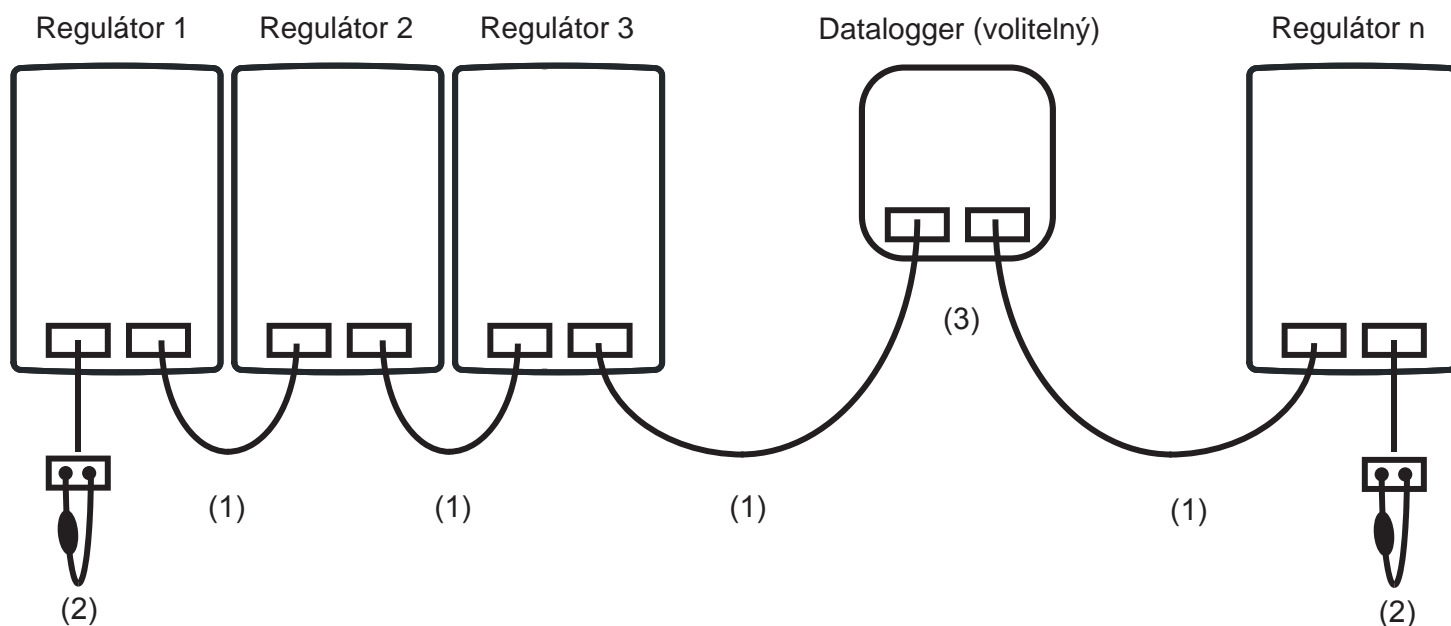 Regulátor 1
Regulátor 2
Regulátor 3
Datalogger (volitelný)
Regulátor n
(3)
(1)
(1)
(1)
(1)
(2)
(2)